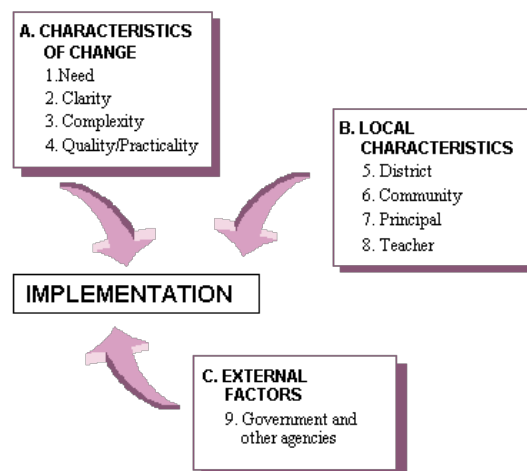 A. CHARACTERISTICS
OF CHANGE
1.Need
2. Clarity
3. Complexity
4. Quality/Practicality
B. LOCAL
CHARACTERISTICS
5. District
6. Community
7. Principal
8. Teacher
IMPLEMENTATION
C. EXTERNAL
FACTORS
9. Government and
other agencies